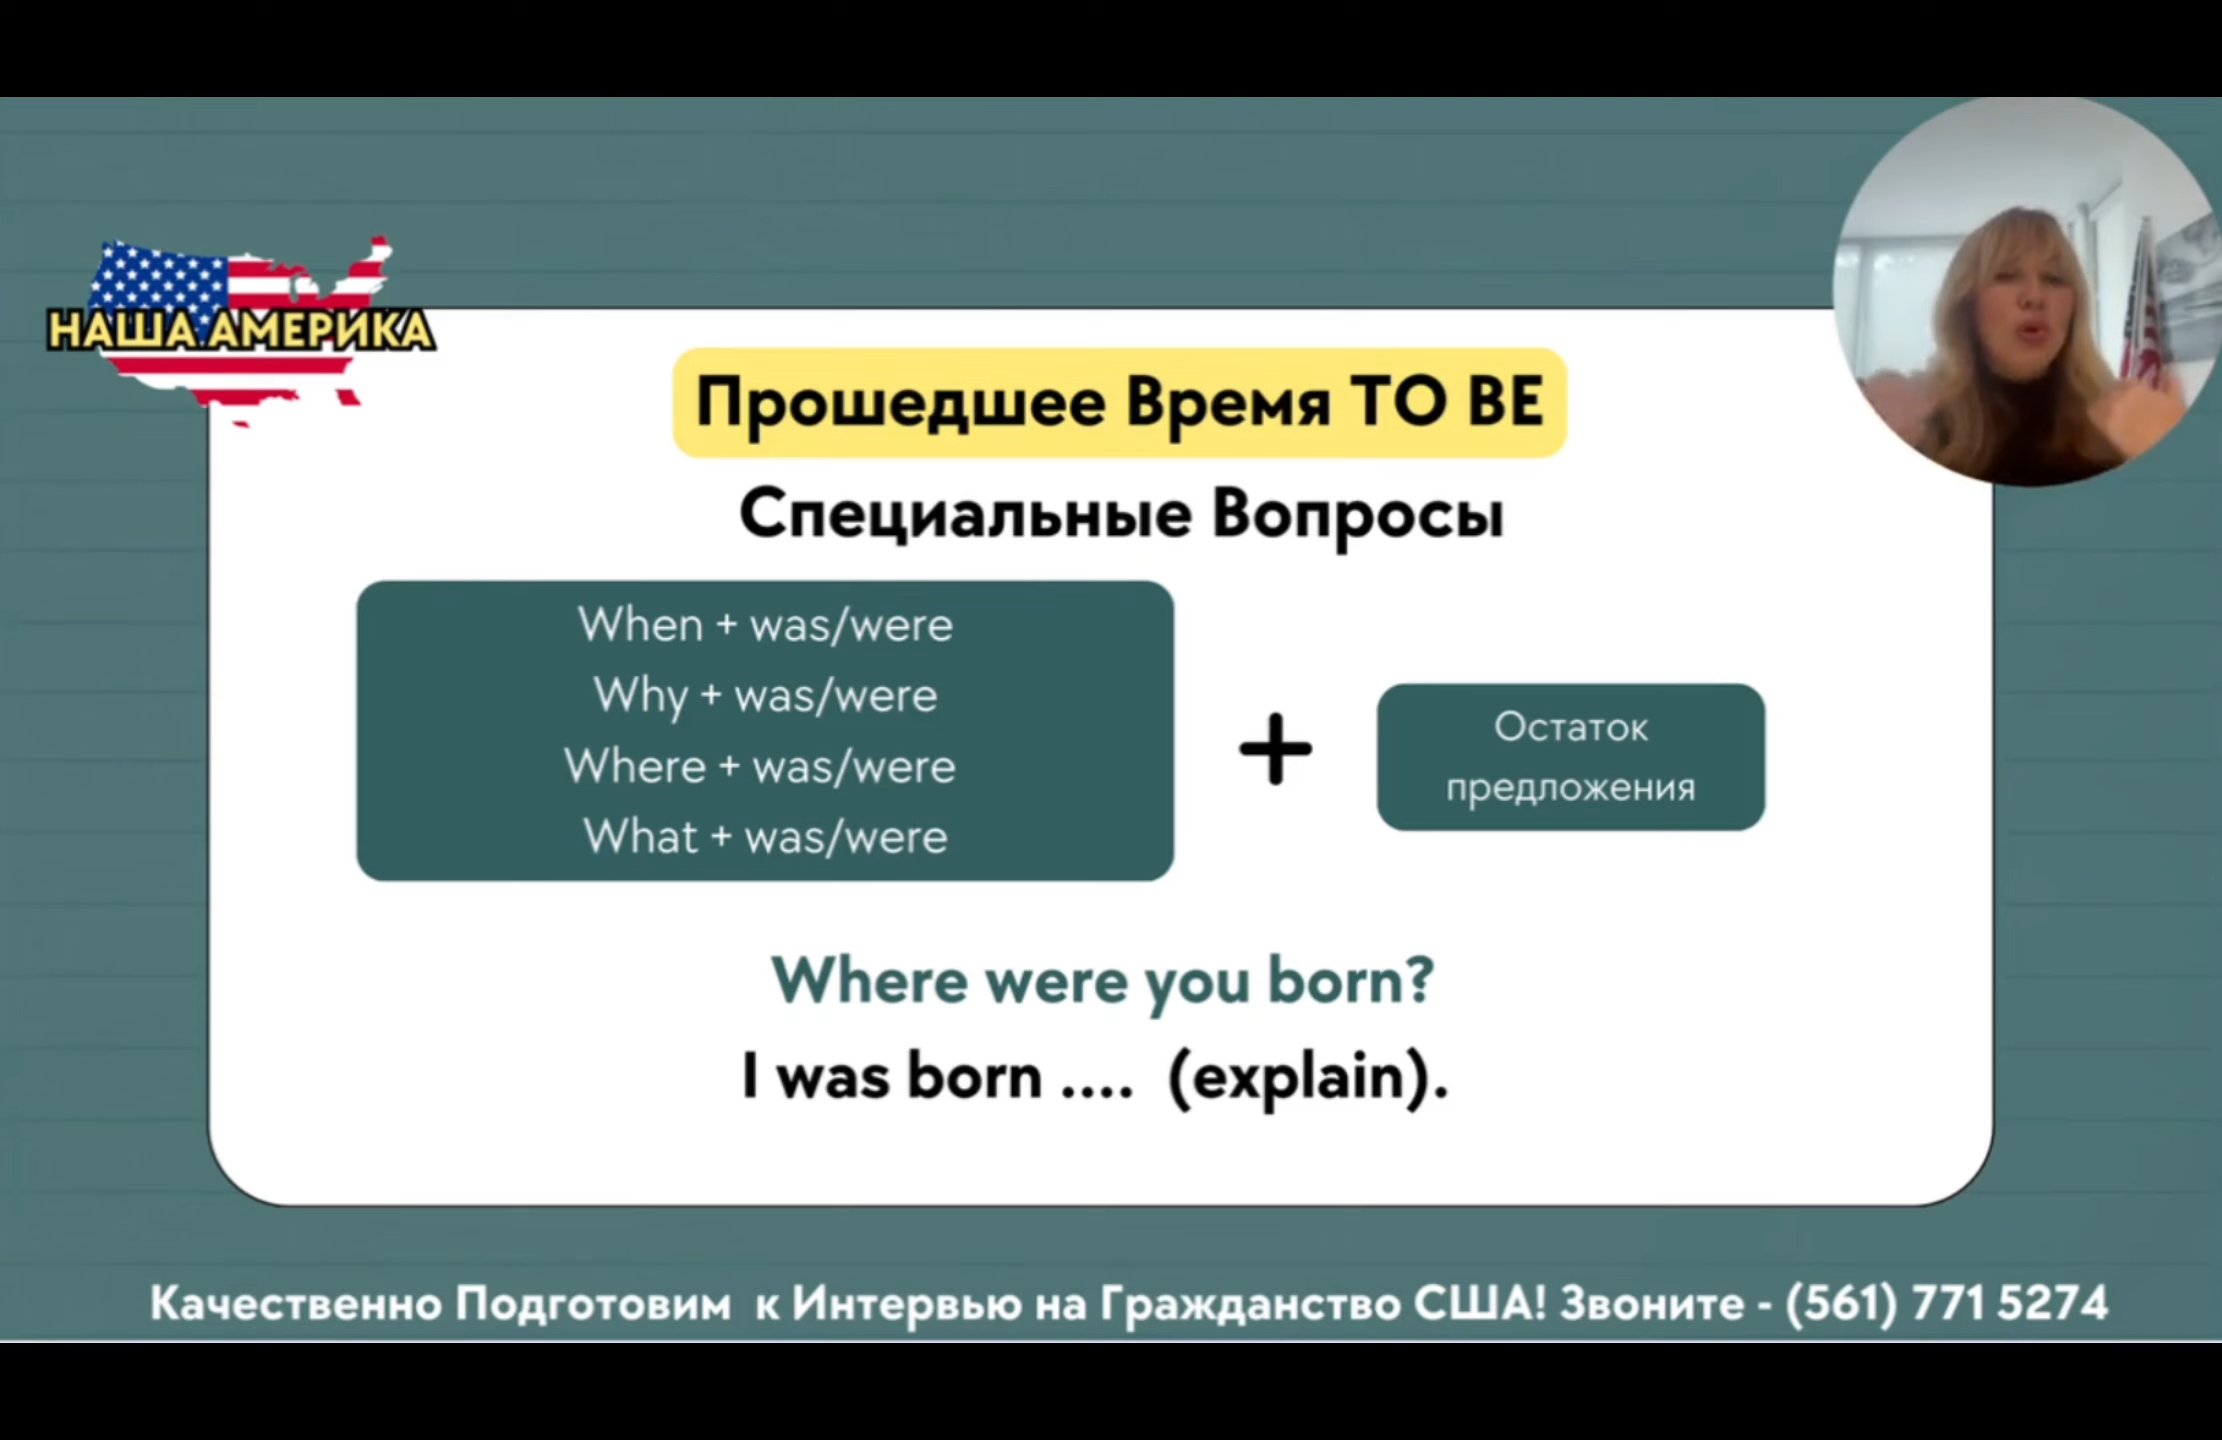 НАША АМЕРИКА
Прошедшее Время TO BE
Специальные Вопросы
When + was/were
Why + was/were
Where + was/were
What + was/were
+
Остаток
предложения
Where were you born?
I was born .... (explain).
Качественно Подготовим к Интервью на Гражданство США! Звоните - (561) 771 5274